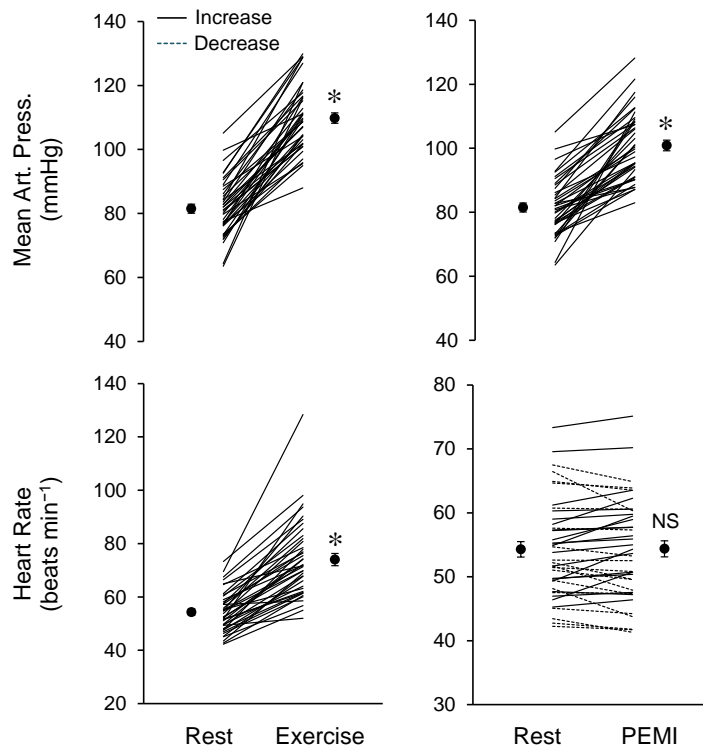 Increase
Decrease
Mean Art. Press.
(mmHg)
140
120
100
80
60
40
*
140
120
100
80
60
40
*
Heart Rate
(beats min⁻¹)
140
120
100
80
60
40
20
*
Rest
Exercise
80
70
60
50
40
30
NS
Rest
PEMI